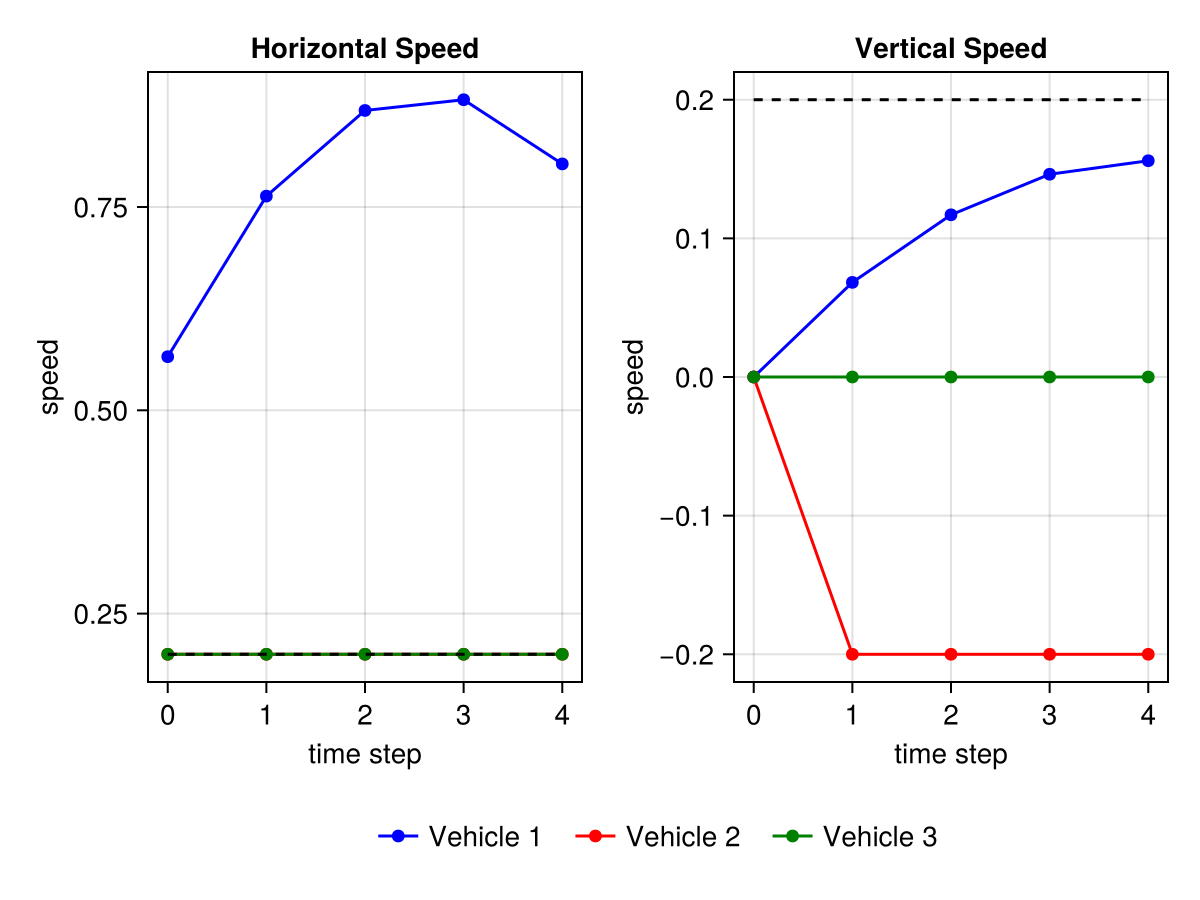 Horizontal Speed
speed
0.75
0.50
0.25
0
1
2
3
4
time step
Vertical Speed
speed
0.2
0.1
0.0
−0.1
−0.2
0
1
2
3
4
time step
Vehicle 1
Vehicle 2
Vehicle 3